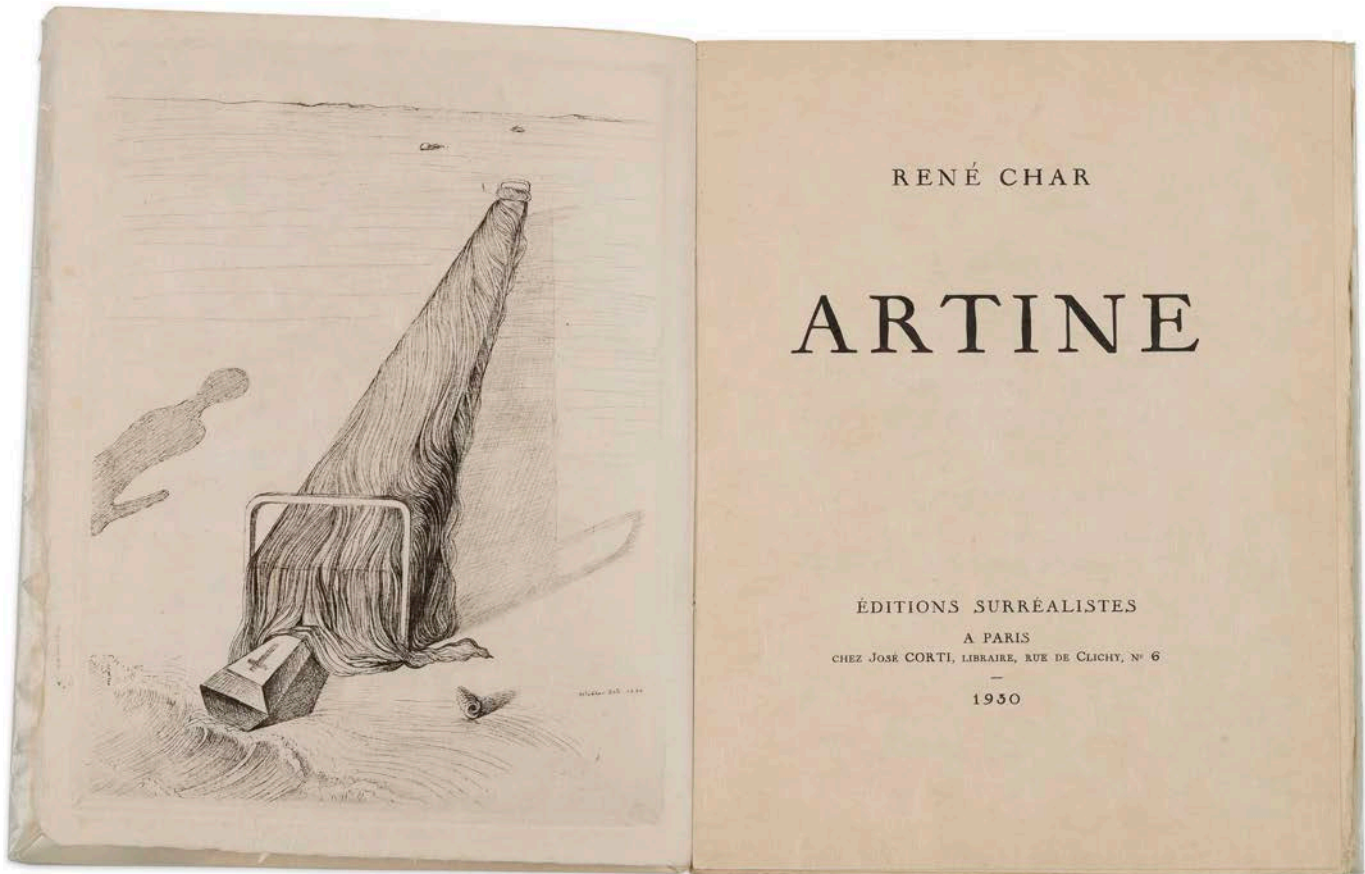 RENÉ CHAR
ARTINE
ÉDITIONS SURRÉALISTES
A PARIS
CHEZ JOSÉ CORTI, LIBRAIRE, RUE DE CLICHY, Nº 6
1930